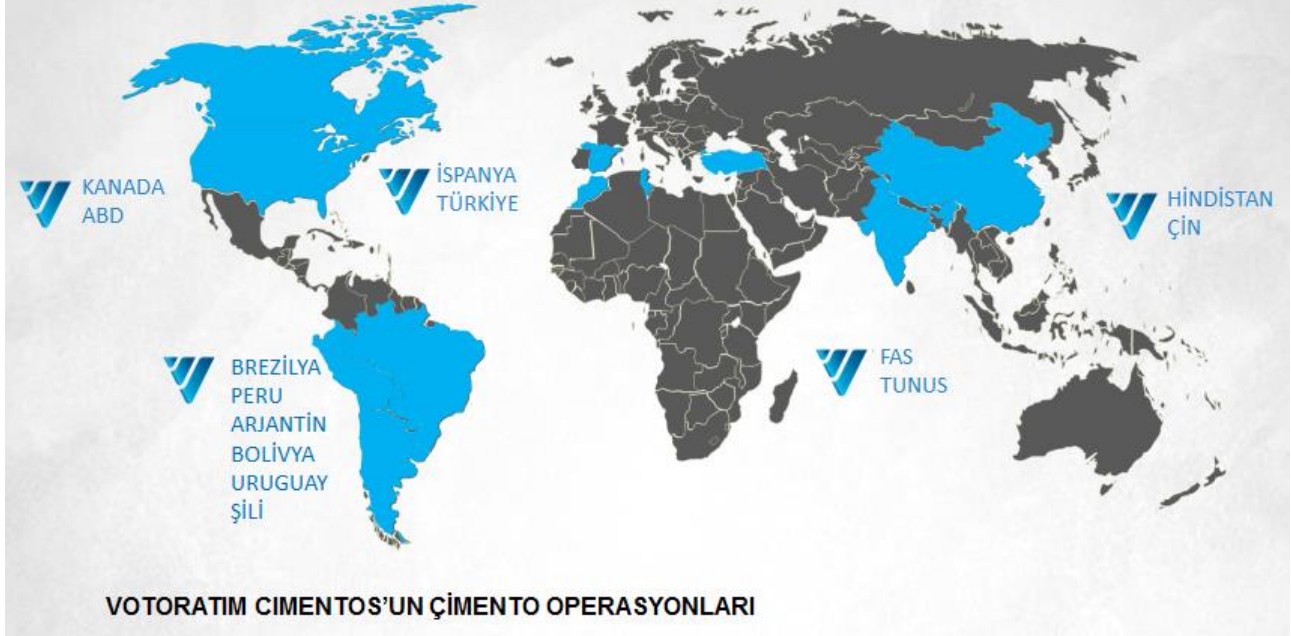 KANADA
ABD
İSPANYA
TÜRKİYE
HİNDİSTAN
ÇİN
BREZİLYA
PERU
ARJANTİN
BOLİVYA
URUGUAY
ŞİLİ
FAS
TUNUS
VOTORATIM CIMENTOS’UN ÇİMENTO OPERASYONLARI